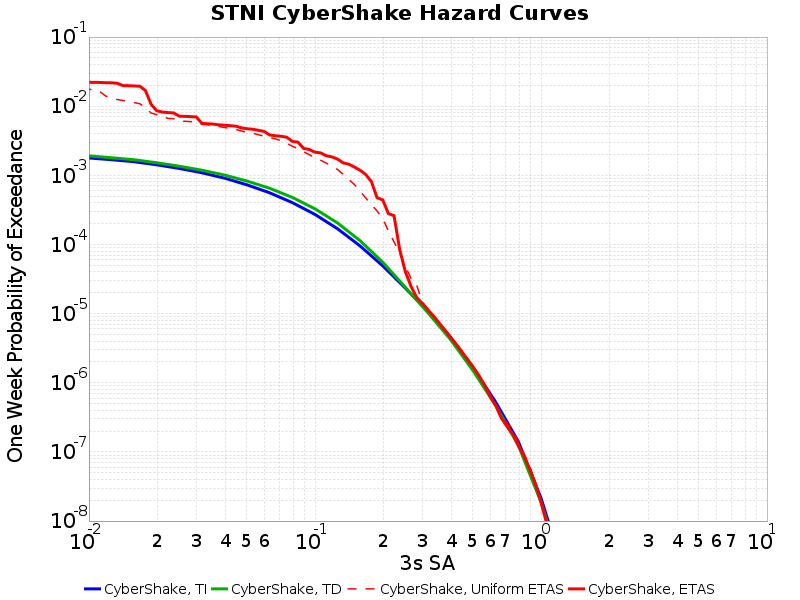 STNI CyberShake Hazard Curves
One Week Probability of Exceedance
10^-1
10^-2
10^-3
10^-4
10^-5
10^-6
10^-7
10^-8
10^-2 2 3 4 5 6 10^-1 2 3 4 5 6 7 10^0 2 3 4 5 6 7 10^1
3s SA
CyberShake, TI CyberShake, TD CyberShake, Uniform ETAS CyberShake, ETAS